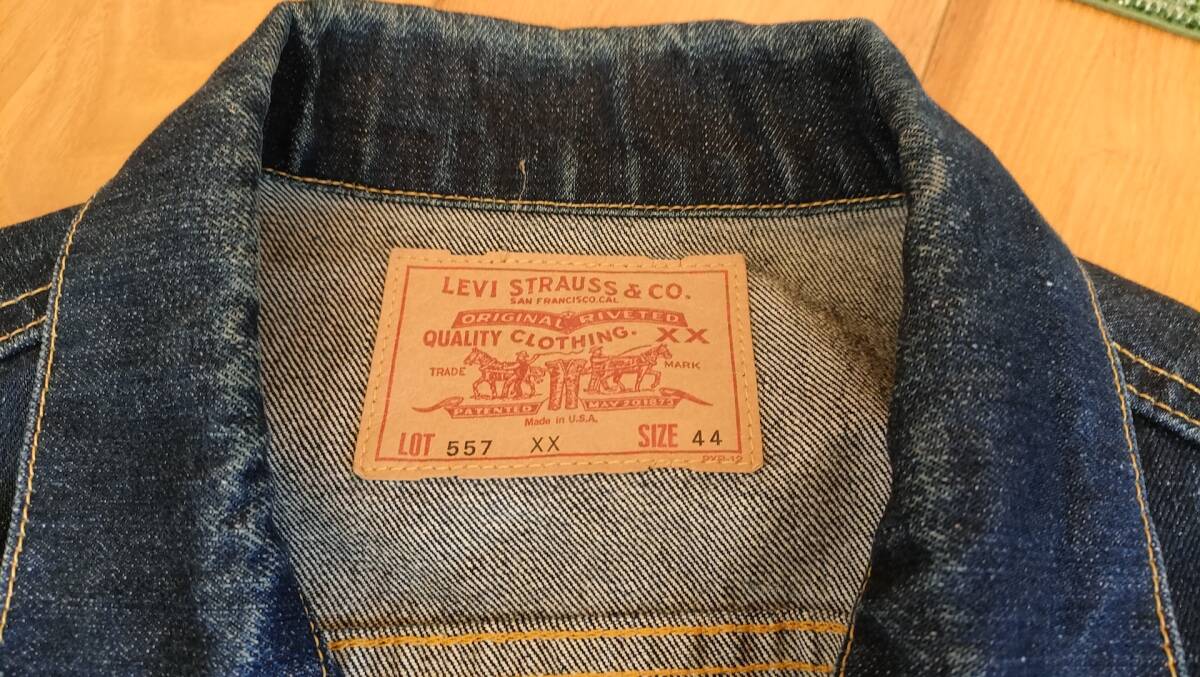 LEVI STRAUSS & CO.
SAN FRANCISCO, CAL
ORIGINAL RIVETED
QUALITY CLOTHING. XX
TRADE MARK
PATENTED MAY 20 1873
Made in U.S.A.
LOT 557 XX SIZE 44